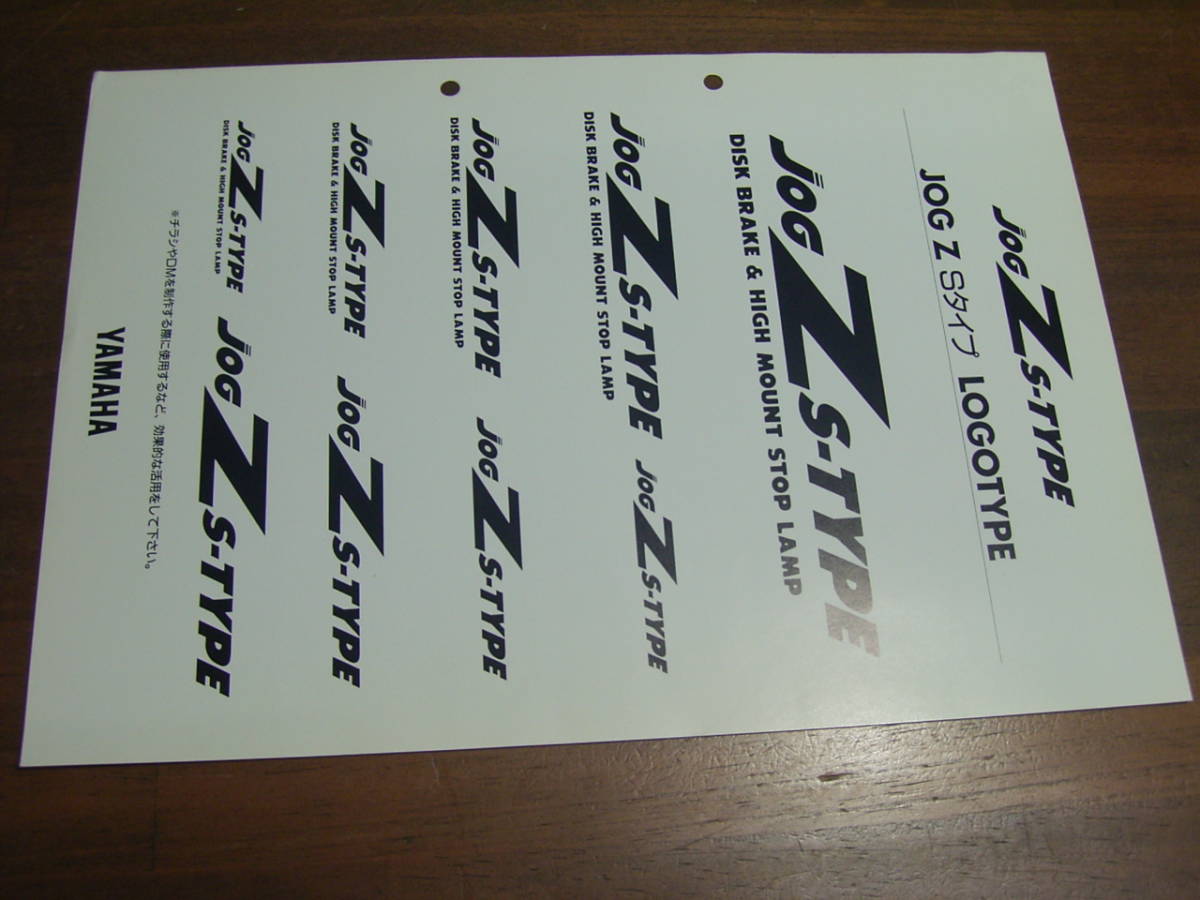 JOG Z S-TYPE
JOG Z Sタイプ LOGOTYPE
JOG Z S-TYPE
DISK BRAKE & HIGH MOUNT STOP LAMP
JOG Z S-TYPE
DISK BRAKE & HIGH MOUNT STOP LAMP
JOG Z S-TYPE
JOG Z S-TYPE
DISK BRAKE & HIGH MOUNT STOP LAMP
JOG Z S-TYPE
JOG Z S-TYPE
DISK BRAKE & HIGH MOUNT STOP LAMP
JOG Z S-TYPE
JOG Z S-TYPE
DISK BRAKE & HIGH MOUNT STOP LAMP
JOG Z S-TYPE
※チラシやDMを制作する際に使用するなど、効果的な活用をして下さい。
YAMAHA